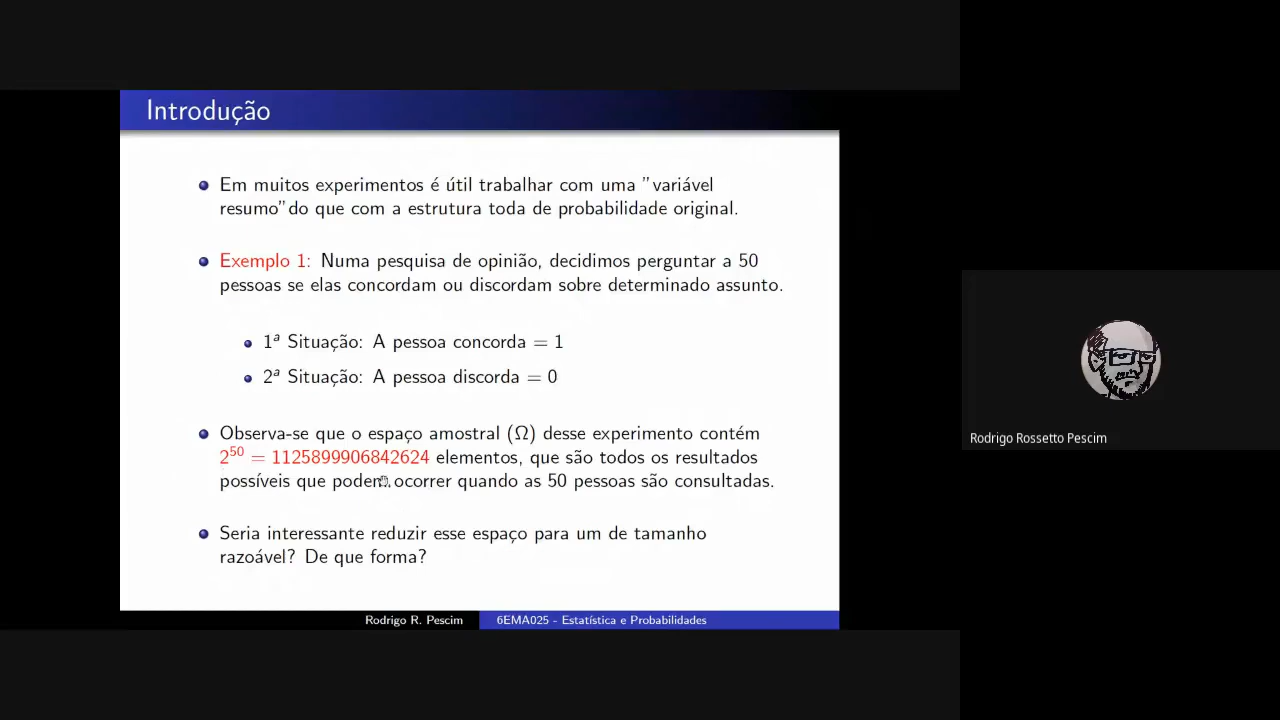 Introdução
Em muitos experimentos é útil trabalhar com uma ”variável
resumo”do que com a estrutura toda de probabilidade original.
Exemplo 1: Numa pesquisa de opinião, decidimos perguntar a 50
pessoas se elas concordam ou discordam sobre determinado assunto.
1ª Situação: A pessoa concorda = 1
2ª Situação: A pessoa discorda = 0
Observa-se que o espaço amostral (Ω) desse experimento contém
2⁵⁰ = 1125899906842624 elementos, que são todos os resultados
possíveis que podem ocorrer quando as 50 pessoas são consultadas.
Seria interessante reduzir esse espaço para um de tamanho
razoável? De que forma?
Rodrigo R. Pescim
6EMA025 - Estatística e Probabilidades
Rodrigo Rossetto Pescim